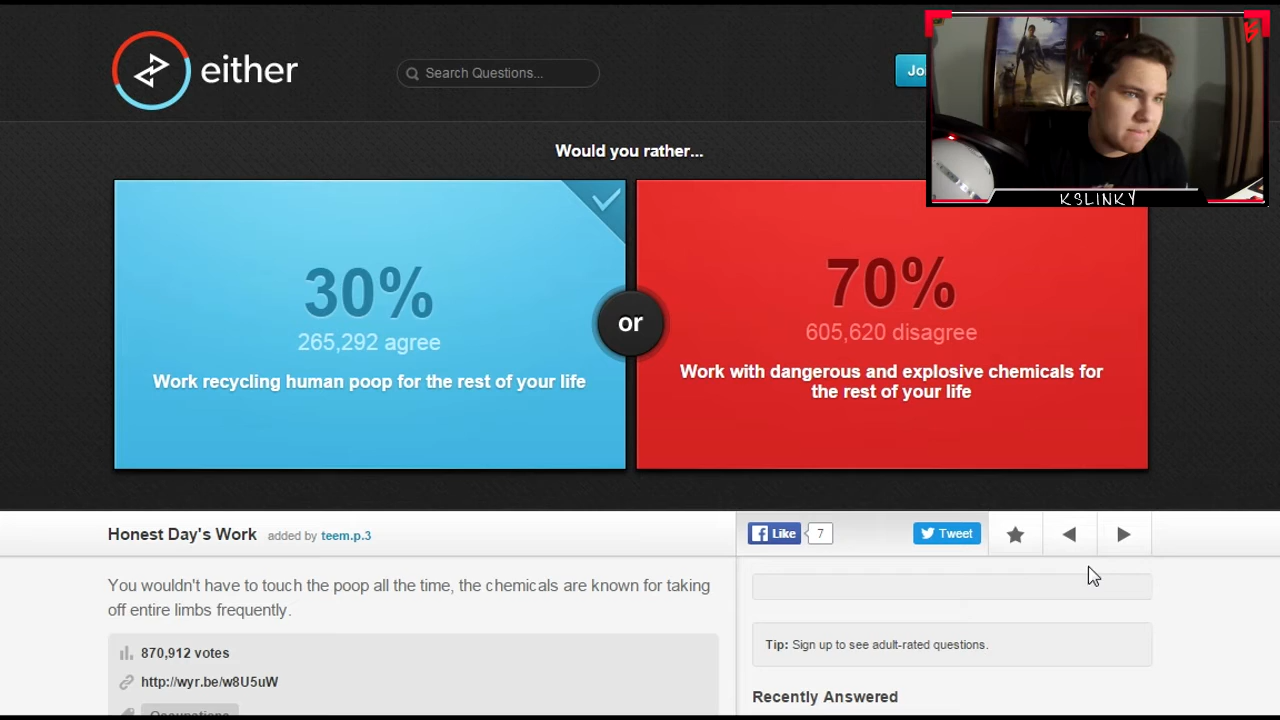 either
Search Questions...
Joi
Would you rather...
KSLINKY
30%
265,292 agree
Work recycling human poop for the rest of your life
or
70%
605,620 disagree
Work with dangerous and explosive chemicals for
the rest of your life
Honest Day's Work added by teem.p.3
Like 7
Tweet
You wouldn't have to touch the poop all the time, the chemicals are known for taking
off entire limbs frequently.
870,912 votes
http://wyr.be/w8U5uW
Occupations
Tip: Sign up to see adult-rated questions.
Recently Answered